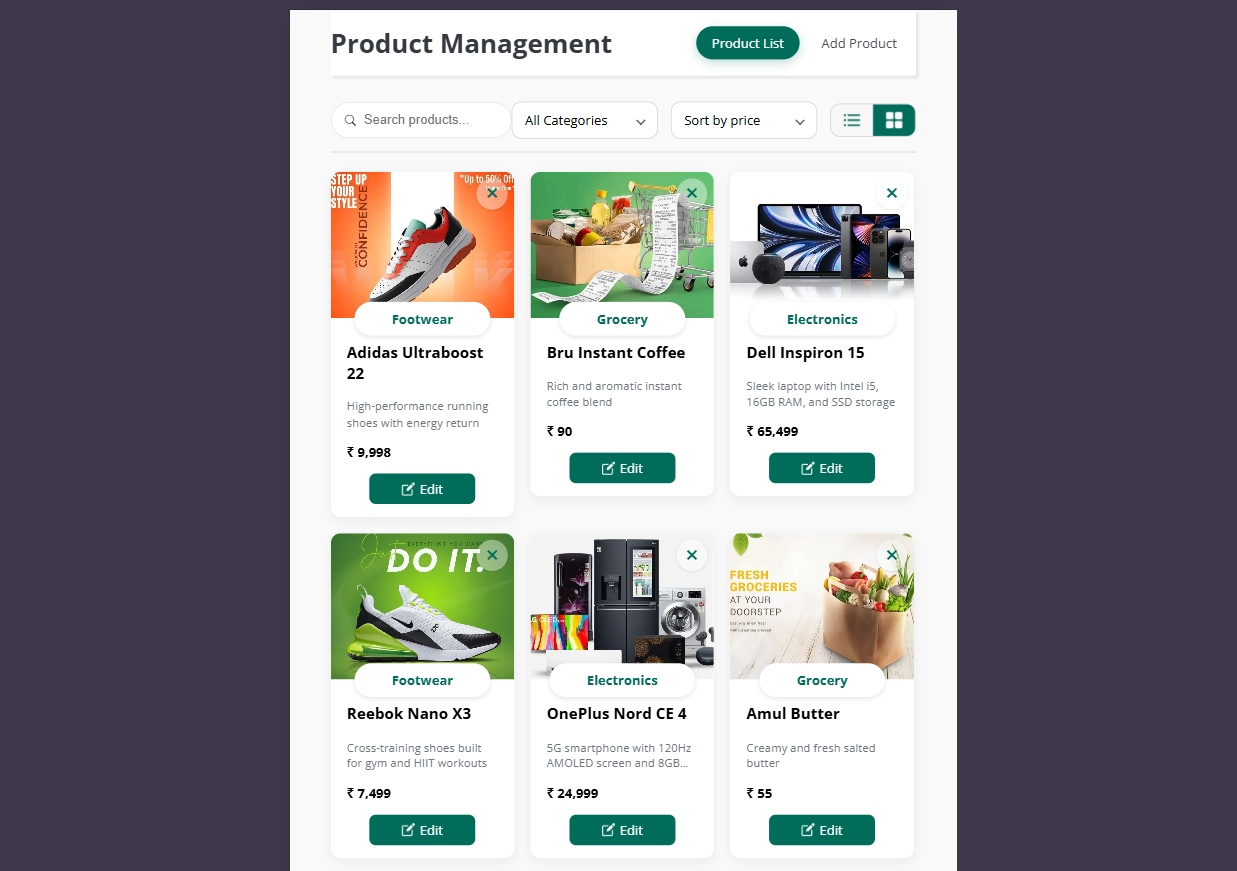 Product Management
Product List
Add Product
Search products...
All Categories
Sort by price
STEP UP
YOUR
STYLE
CONFIDENCE
"Up to 50% Off
Footwear
Adidas Ultraboost
22
High-performance running
shoes with energy return
₹ 9,998
Edit
Grocery
Bru Instant Coffee
Rich and aromatic instant
coffee blend
₹ 90
Edit
Electronics
Dell Inspiron 15
Sleek laptop with Intel i5,
16GB RAM, and SSD storage
₹ 65,499
Edit
Just
EVERYTHING YOU WANT
DO IT.
Footwear
Reebok Nano X3
Cross-training shoes built
for gym and HIIT workouts
₹ 7,499
Edit
Electronics
OnePlus Nord CE 4
5G smartphone with 120Hz
AMOLED screen and 8GB...
₹ 24,999
Edit
FRESH
GROCERIES
AT YOUR
DOORSTEP
Grocery
Amul Butter
Creamy and fresh salted
butter
₹ 55
Edit